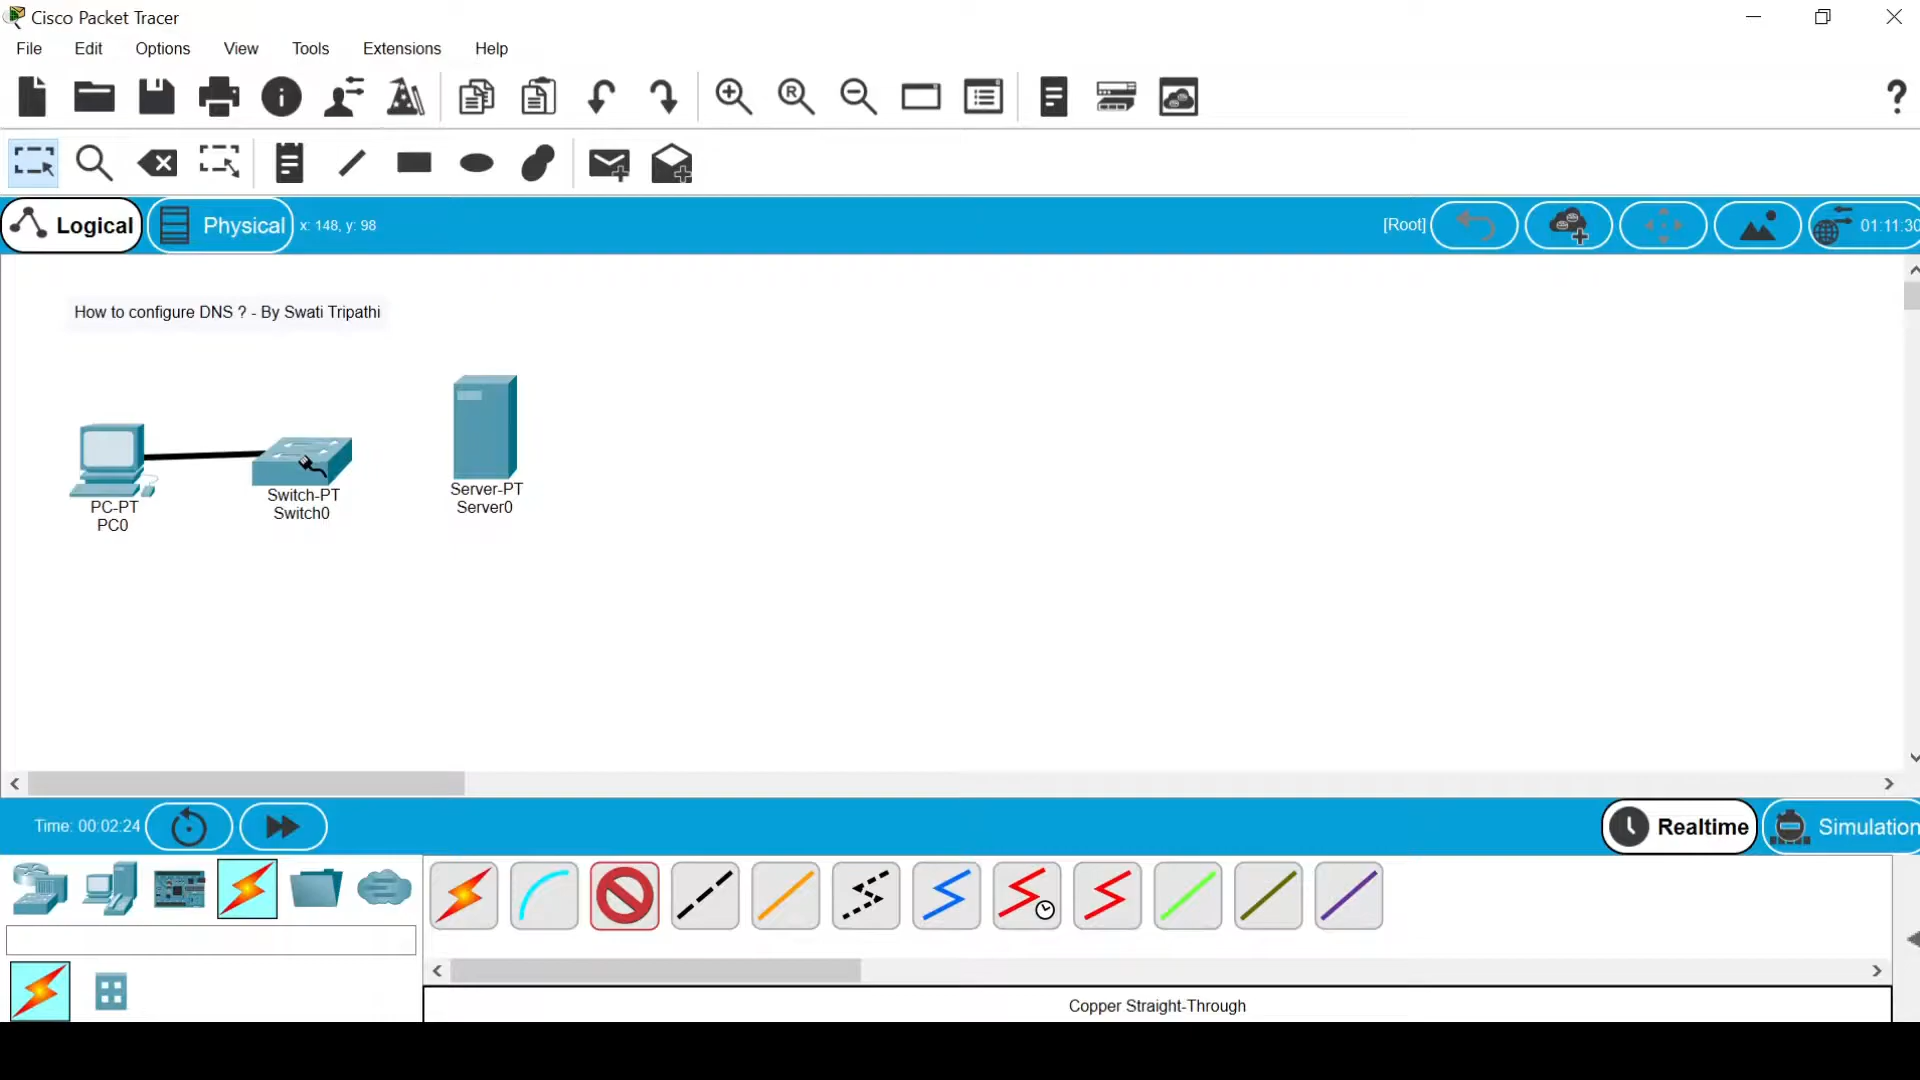 Cisco Packet Tracer
File Edit Options View Tools Extensions Help
Logical Physical x: 148, y: 98 [Root] 01:11:30
How to configure DNS ? - By Swati Tripathi
PC-PT
PC0
Switch-PT
Switch0
Server-PT
Server0
Time: 00:02:24 Realtime Simulation
Copper Straight-Through